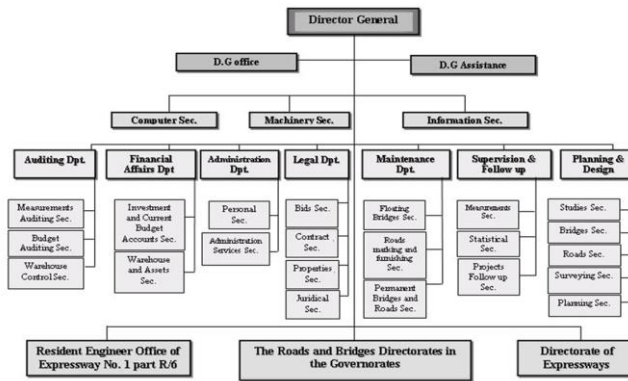 Director General
D.G office
D.G Assistance
Computer Sec.
Machinery Sec.
Information Sec.
Auditing Dpt.
Financial
Affairs Dpt
Administration
Dpt.
Legal Dpt.
Maintenance
Dpt.
Supervision &
Follow up
Planning &
Design
Measurements
Auditing Sec.
Budget
Auditing Sec.
Warehouse
Control Sec.
Investment
and Current
Budget
Accounts Sec.
Warehouse
and Assets
Sec.
Personal
Sec.
Administration
Services Sec.
Bids Sec.
Contract
Sec.
Properties
Sec.
Juridical
Sec.
Floating
Bridges Sec.
Roads
marking and
furnishing Sec.
Permanent
Bridges and
Roads Sec.
Measurements
Sec.
Statistical
Sec.
Projects
Follow up
Sec.
Studies Sec.
Bridges Sec.
Roads Sec.
Surveying Sec.
Planning Sec.
Resident Engineer Office of
Expressway No. 1 part R/6
The Roads and Bridges Directorates in
the Governorates
Directorate of
Expressways